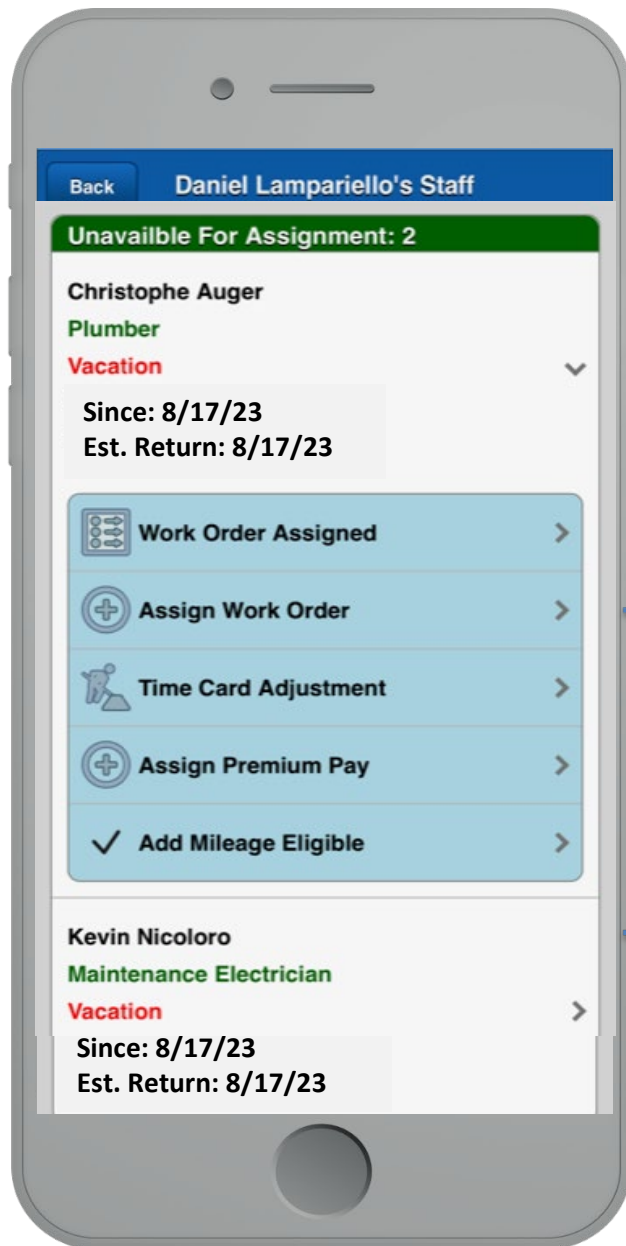 Back
Daniel Lampariello's Staff
Unavailble For Assignment: 2
Christophe Auger
Plumber
Vacation
Since: 8/17/23
Est. Return: 8/17/23
Work Order Assigned
Assign Work Order
Time Card Adjustment
Assign Premium Pay
Add Mileage Eligible
Kevin Nicoloro
Maintenance Electrician
Vacation
Since: 8/17/23
Est. Return: 8/17/23